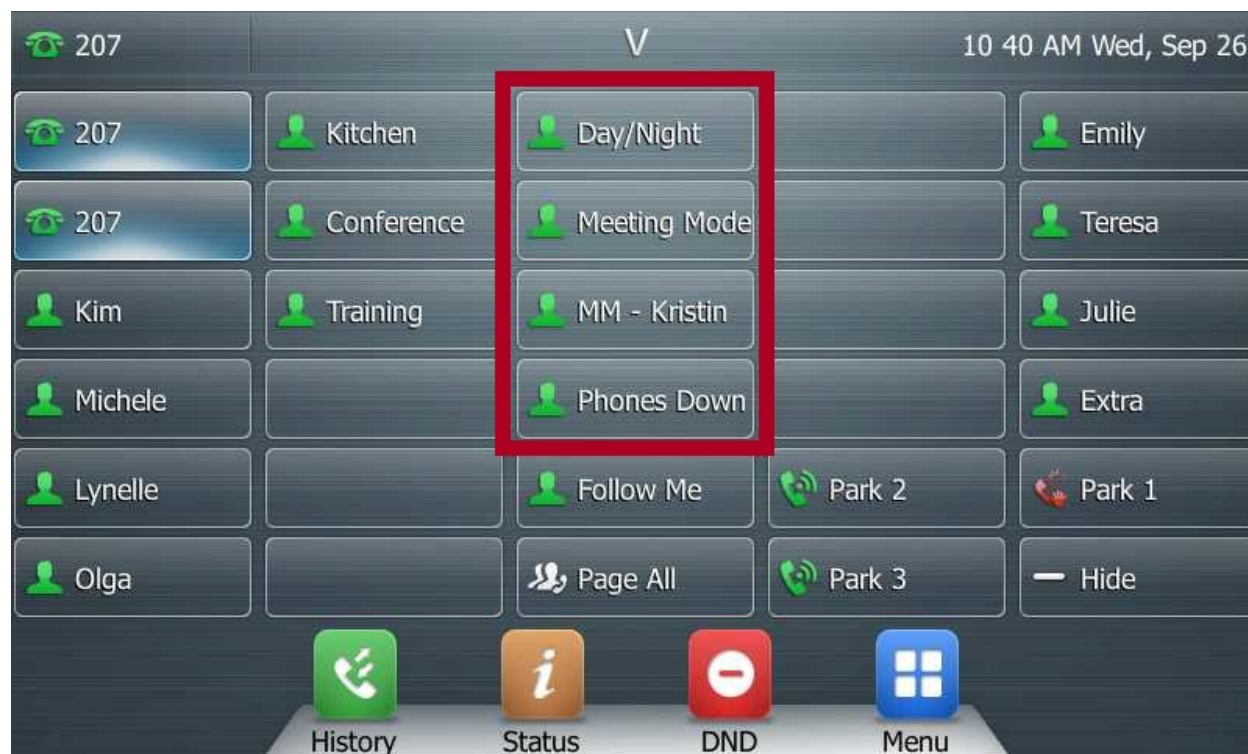 207 V 10 40 AM Wed, Sep 26
207 Kitchen Day/Night Emily
207 Conference Meeting Mode Teresa
Kim Training MM - Kristin Julie
Michele Phones Down Extra
Lynelle Follow Me Park 2 Park 1
Olga Page All Park 3 Hide
History Status DND Menu